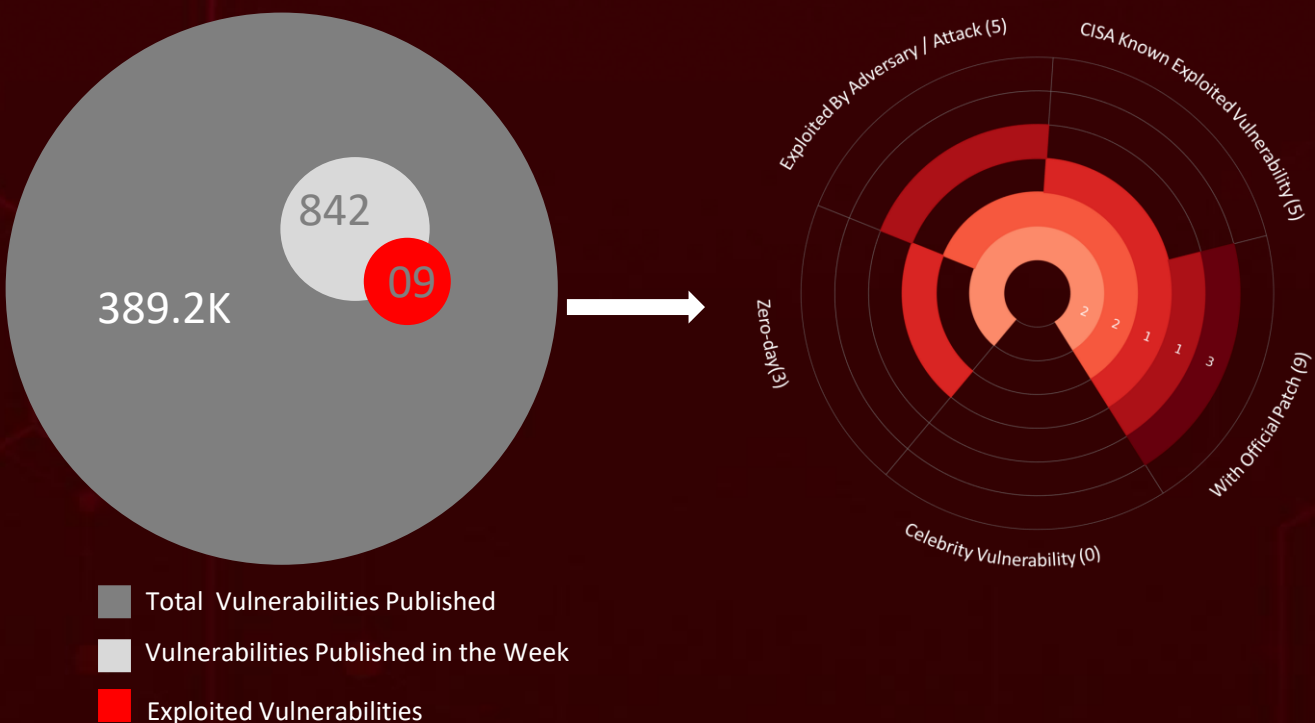 389.2K
842
09
Total Vulnerabilities Published
Vulnerabilities Published in the Week
Exploited Vulnerabilities
Exploited By Adversary / Attack (5)
CISA Known Exploited Vulnerability (5)
Zero-day(3)
2 2 1 1 3
With Official Patch (9)
Celebrity Vulnerability (0)